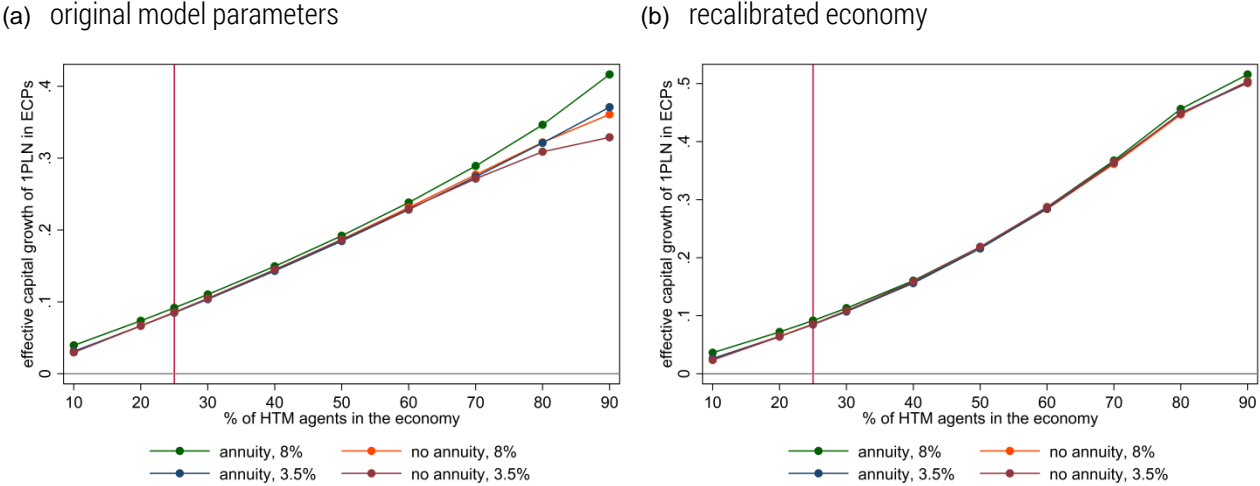 (a) original model parameters
effective capital growth of 1PLN in ECPs
0 .1 .2 .3 .4
10 20 30 40 50 60 70 80 90
% of HTM agents in the economy
annuity, 8% no annuity, 8%
annuity, 3.5% no annuity, 3.5%
(b) recalibrated economy
effective capital growth of 1PLN in ECPs
0 .1 .2 .3 .4 .5
10 20 30 40 50 60 70 80 90
% of HTM agents in the economy
annuity, 8% no annuity, 8%
annuity, 3.5% no annuity, 3.5%